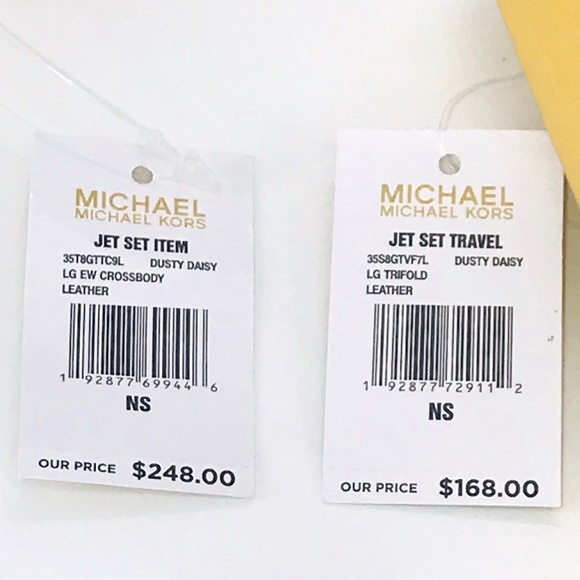 MICHAEL
MICHAEL KORS
JET SET ITEM
35T8GTTC9L DUSTY DAISY
LG EW CROSSBODY
LEATHER
1 92877 69944 6
NS
OUR PRICE $248.00
MICHAEL
MICHAEL KORS
JET SET TRAVEL
35S8GTVF7L DUSTY DAISY
LG TRIFOLD
LEATHER
1 92877 72911 2
NS
OUR PRICE $168.00